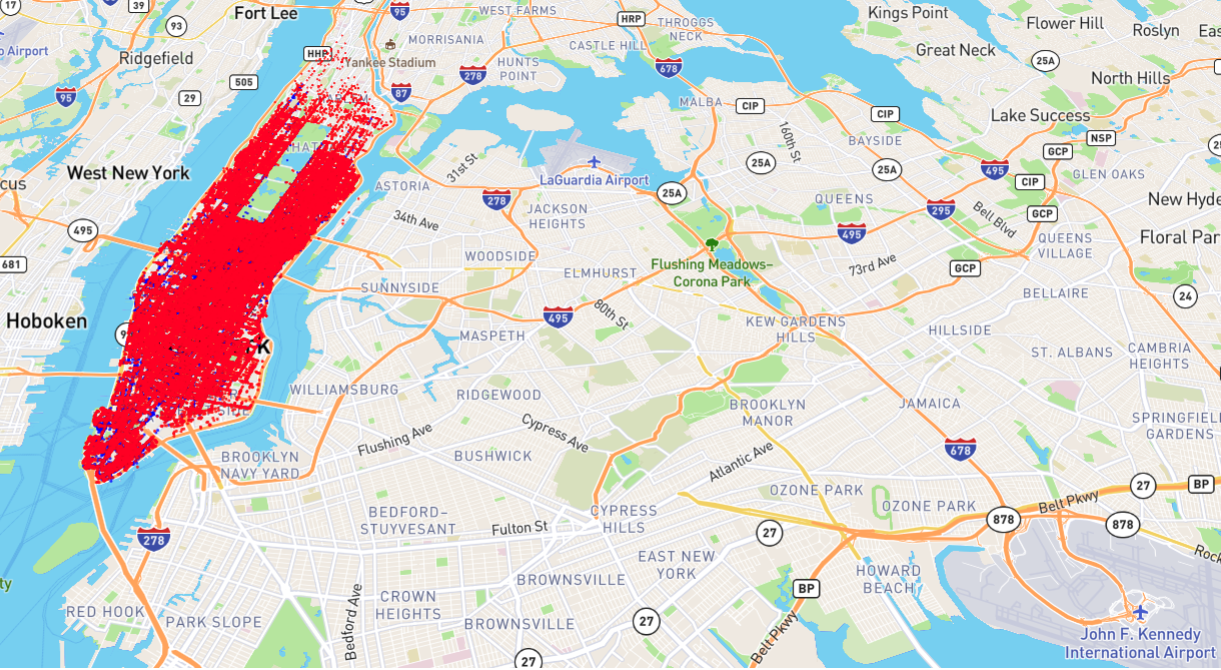 17
39
Fort Lee
95
WEST FARMS
HRP
THROGGS
NECK
Kings Point
Flower Hill
Roslyn
93
MORRISANIA
CASTLE HILL
Great Neck
25A
o Airport
Ridgefield
HHP
Yankee Stadium
HUNTS
POINT
278
678
North Hills
505
95
29
87
MALBA
CIP
CIP
Lake Success
160th St
BAYSIDE
NSP
GCP
West New York
31st St
LaGuardia Airport
25A
25A
495
CIP
GLEN OAKS
cus
ASTORIA
278
25A
QUEENS
New Hyde
34th Ave
JACKSON
HEIGHTS
295
Bell Blvd
GCP
495
495
QUEENS
VILLAGE
Floral Par
681
WOODSIDE
ELMHURST
Flushing Meadows–
Corona Park
73rd Ave
GCP
SUNNYSIDE
BELLAIRE
24
Hoboken
495
80th St
KEW GARDENS
HILLS
HILLSIDE
MASPETH
K
ST. ALBANS
CAMBRIA
HEIGHTS
WILLIAMSBURG
RIDGEWOOD
BROOKLYN
MANOR
JAMAICA
SPRINGFIEL
GARDENS
Cypress Ave
Flushing Ave
BROOKLYN
NAVY YARD
BUSHWICK
Atlantic Ave
678
OZONE PARK
OZONE PARK
Belt Pkwy
27
BP
BEDFORD–
STUYVESANT
Fulton St
CYPRESS
HILLS
878
878
278
27
EAST NEW
YORK
Rock
ty
BROWNSVILLE
HOWARD
BEACH
BP
RED HOOK
PARK SLOPE
Bedford Ave
CROWN
HEIGHTS
BROWNSVILLE
27
Belt Pkwy
John F. Kennedy
International Airport
27